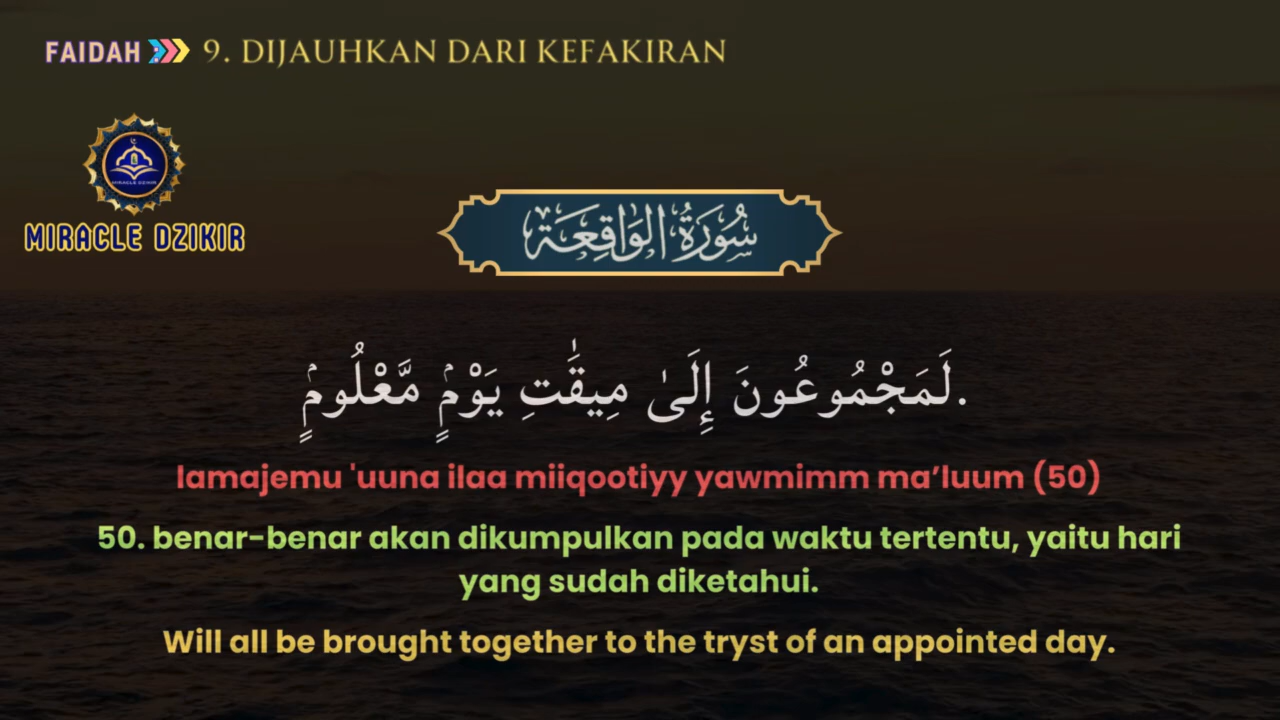 FAIDAH 9. DIJAUHKAN DARI KEFAKIRAN
MIRACLE DZIKIR
MIRACLE DZIKIR
سُورَةُ الوَاقِعَة
لَمَجْمُوعُونَ إِلَىٰ مِيقَٰتِ يَوْمٍۢ مَّعْلُومٍۢ.
lamajemu 'uuna ilaa miiqootiyy yawmimm ma’luum (50)
50. benar-benar akan dikumpulkan pada waktu tertentu, yaitu hari
yang sudah diketahui.
Will all be brought together to the tryst of an appointed day.